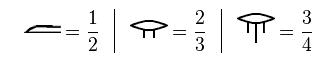 𓐛 = 1/2 | 𓂌 = 2/3 | 𓂍 = 3/4